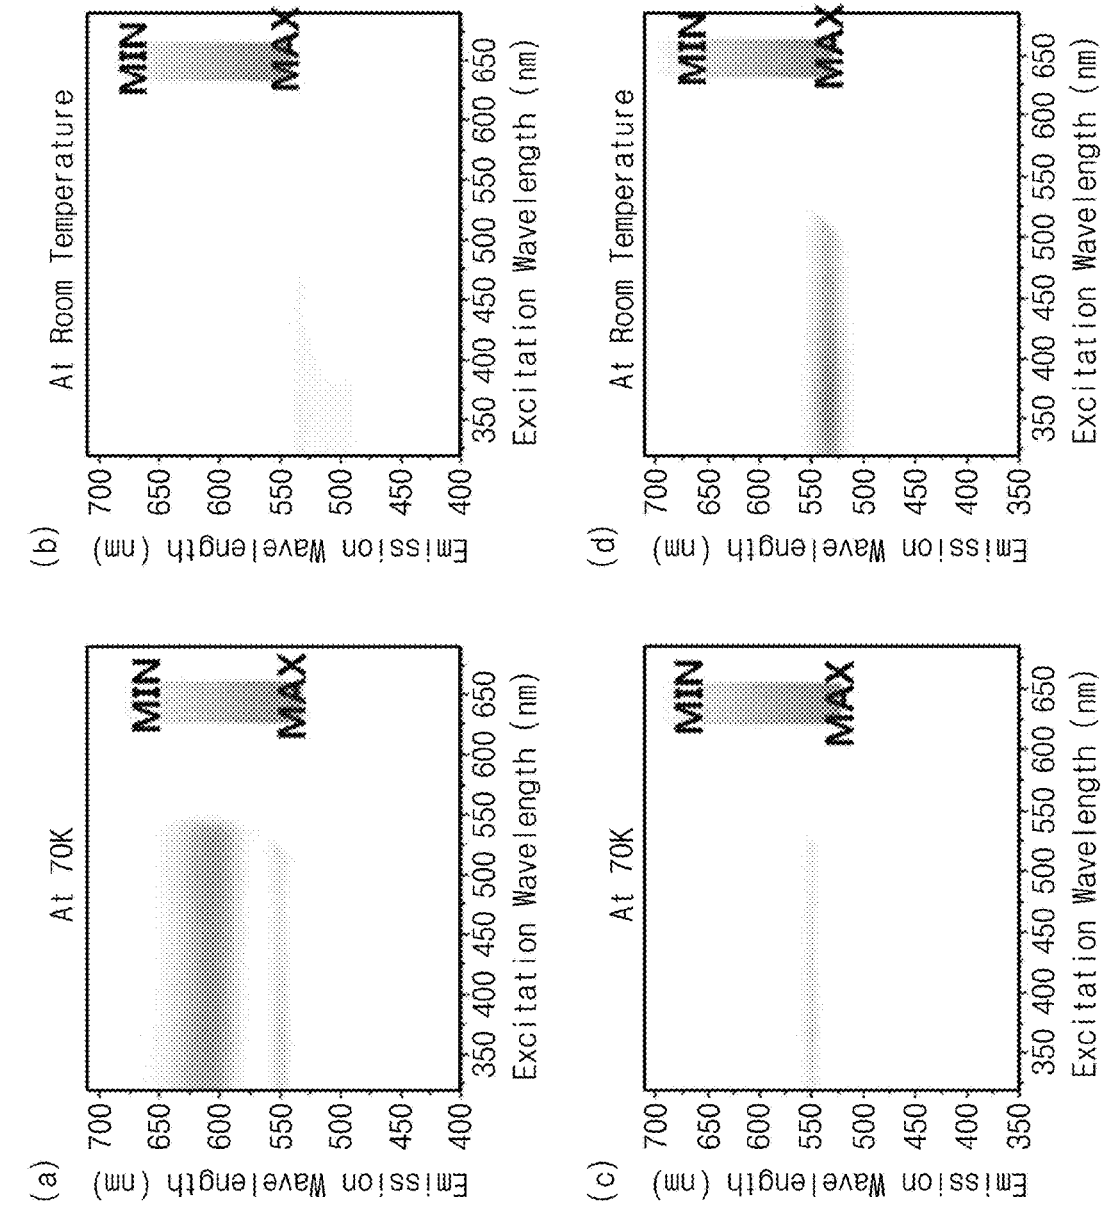 (a)
At 70K
MIN
MAX
700
650
600
550
500
450
400
Emission Wavelength (nm)
350 400 450 500 550 600 650
Excitation Wavelength (nm)
(b)
At Room Temperature
MIN
MAX
700
650
600
550
500
450
400
Emission Wavelength (nm)
350 400 450 500 550 600 650
Excitation Wavelength (nm)
(c)
At 70K
MIN
MAX
700
650
600
550
500
450
400
350
Emission Wavelength (nm)
350 400 450 500 550 600 650
Excitation Wavelength (nm)
(d)
At Room Temperature
MIN
MAX
700
650
600
550
500
450
400
350
Emission Wavelength (nm)
350 400 450 500 550 600 650
Excitation Wavelength (nm)